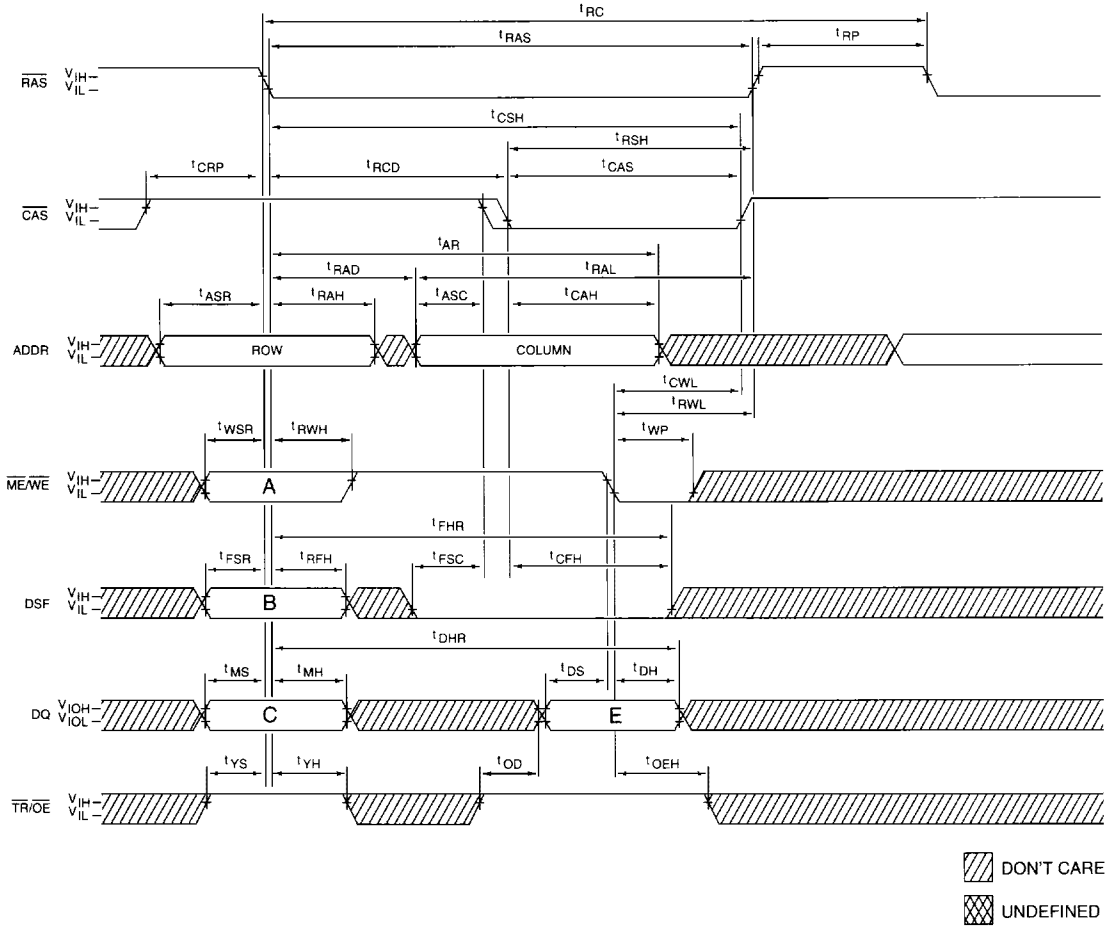 tRC
tRAS
tRP
RAS VIH VIL
tCSH
tRSH
tCRP tRCD tCAS
CAS VIH VIL
tAR
tRAD tRAL
tASR tRAH tASC tCAH
ADDR VIH VIL ROW COLUMN
tCWL
tRWL
tWSR tRWH tWP
ME/WE VIH VIL A
tFHR
tFSR tRFH tFSC tCFH
DSF VIH VIL B
tDHR
tMS tMH tDS tDH
DQ VIOH VIOL C E
tYS tYH tOD tOEH
TR/OE VIH VIL
DON'T CARE
UNDEFINED